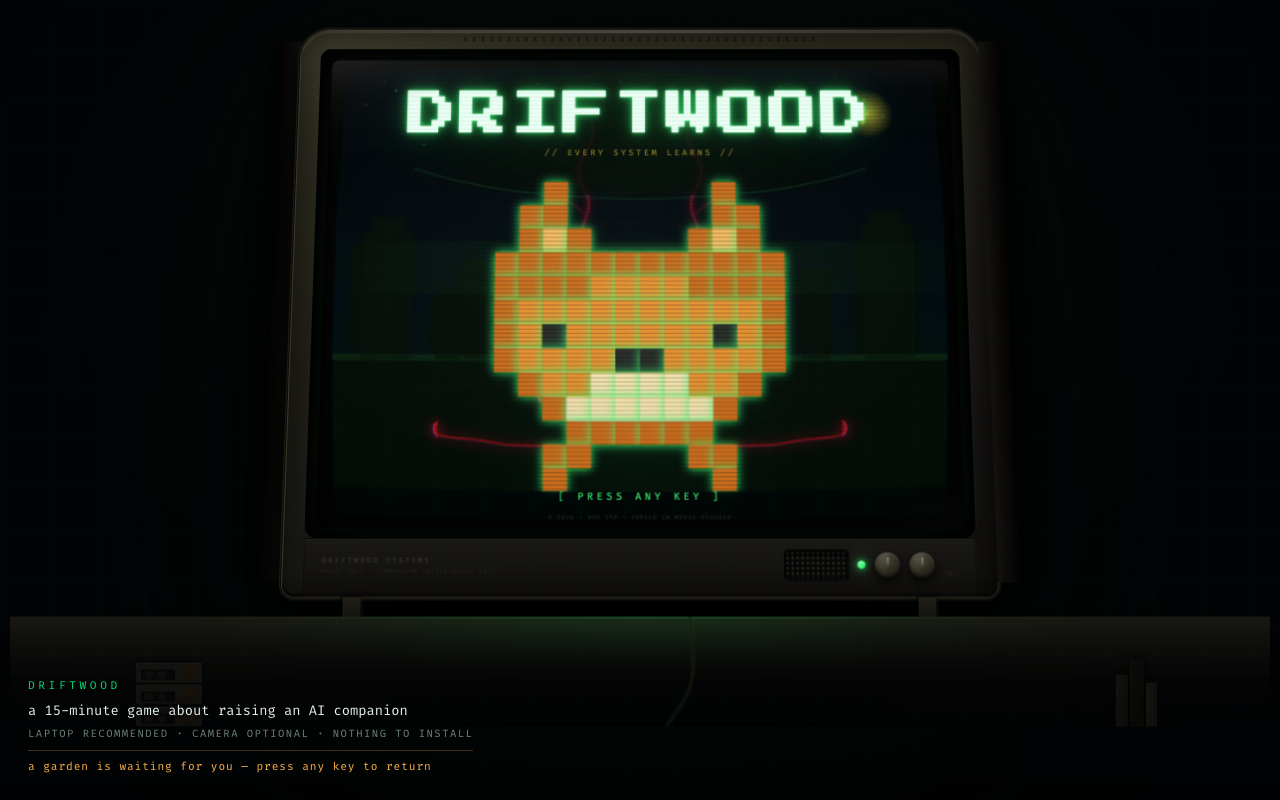 DRIFTWOOD
// EVERY SYSTEM LEARNS //
[ PRESS ANY KEY ]
DRIFTWOOD SYSTEMS
DRIFTWOOD
a 15-minute game about raising an AI companion
LAPTOP RECOMMENDED · CAMERA OPTIONAL · NOTHING TO INSTALL
a garden is waiting for you — press any key to return